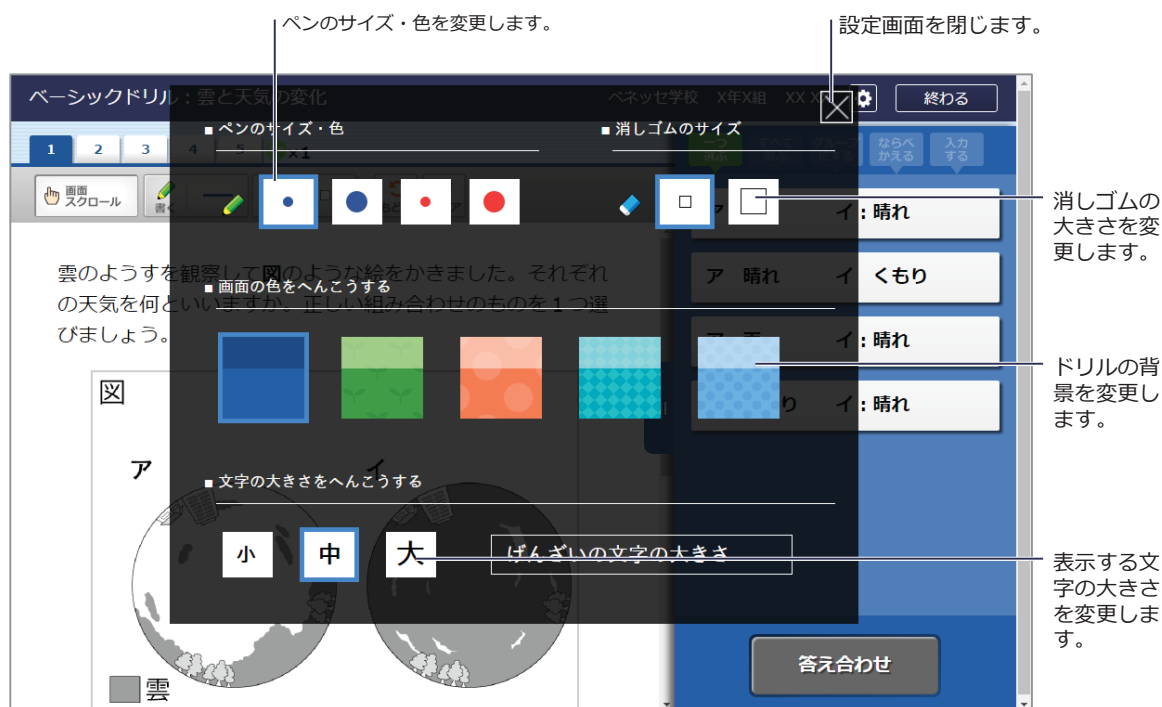 ペンのサイズ・色を変更します。
設定画面を閉じます。
ベーシックドリル：雲と天気の変化
ベネッセ学校 X年X組 XX X
終わる
■ ペンのサイズ・色
■ 消しゴムのサイズ
1 2 3 4 5 ×1
一つ
選ぶ
ならべ
かえる
入力
する
画面
スクロール
書く
消しゴムの
大きさを変
更します。
ア イ：晴れ
雲のようすを観察して図のような絵をかきました。それぞれ
の天気を何といいますか。正しい組み合わせのものを1つ選
びましょう。
■ 画面の色をへんこうする
ア 晴れ イ くもり
イ：晴れ
り イ：晴れ
ドリルの背
景を変更し
ます。
図
ア イ
■ 文字の大きさをへんこうする
小 中 大 げんざいの文字の大きさ
表示する文
字の大きさ
を変更しま
す。
答え合わせ
雲